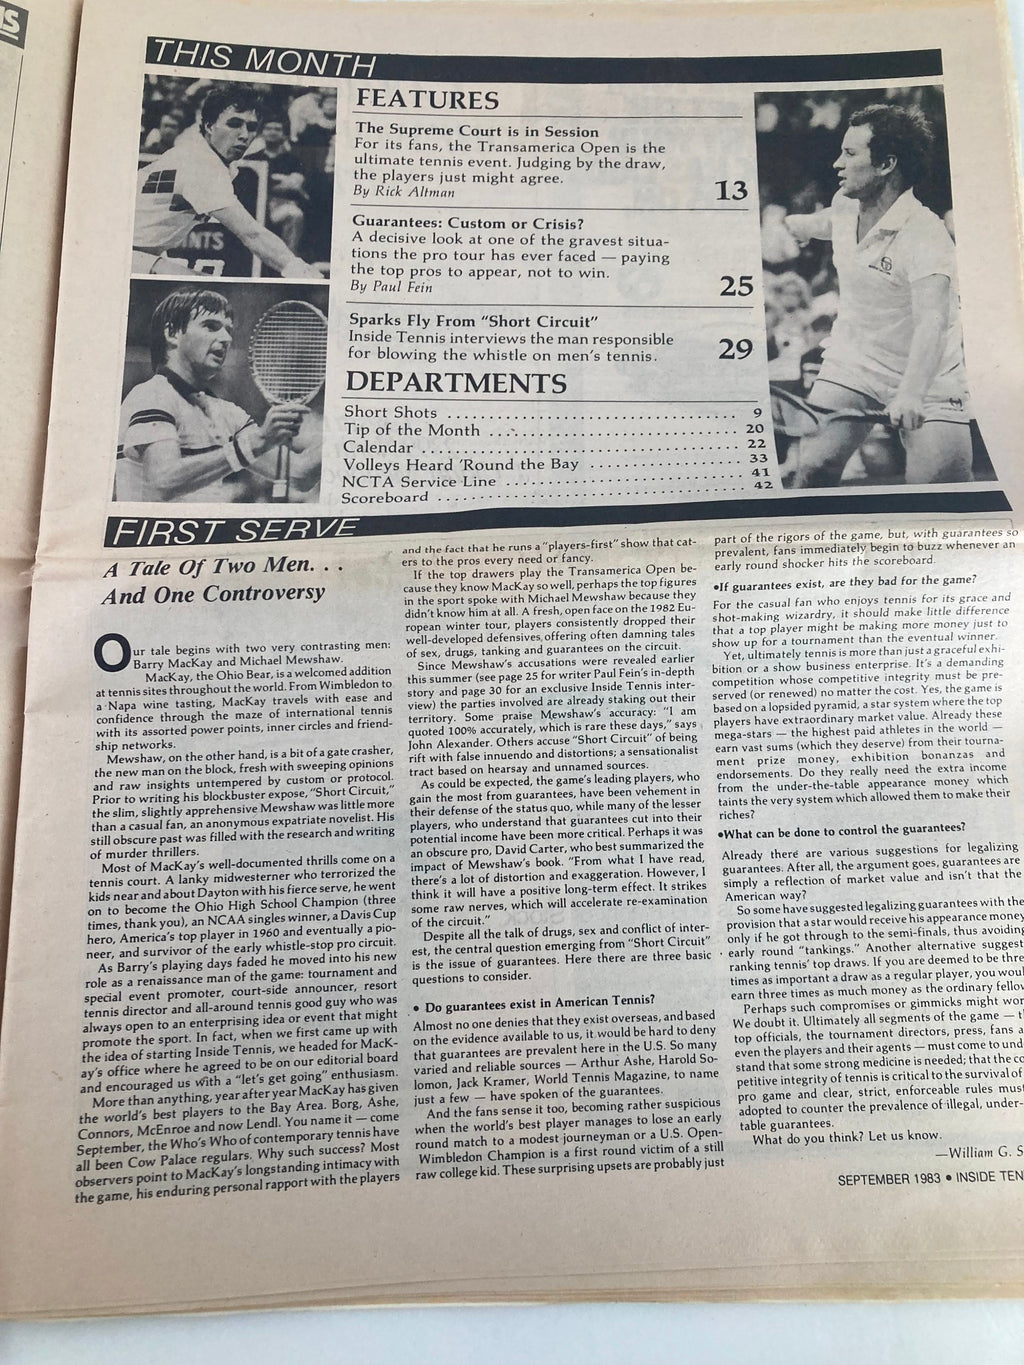 THIS MONTH
FEATURES
The Supreme Court is in Session
For its fans, the Transamerica Open is the
ultimate tennis event. Judging by the draw,
the players just might agree.
By Rick Altman
13
Guarantees: Custom or Crisis?
A decisive look at one of the gravest situa-
tions the pro tour has ever faced — paying
the top pros to appear, not to win.
By Paul Fein
25
Sparks Fly From "Short Circuit"
Inside Tennis interviews the man responsible
for blowing the whistle on men's tennis.
29
DEPARTMENTS
Short Shots ........................................ 9
Tip of the Month .................................. 20
Calendar ........................................... 22
Volleys Heard 'Round the Bay ..................... 33
NCTA Service Line ................................. 41
Scoreboard ........................................ 42
FIRST SERVE
A Tale Of Two Men. . .
And One Controversy
Our tale begins with two very contrasting men:
Barry MacKay and Michael Mewshaw.
MacKay, the Ohio Bear, is a welcomed addition
at tennis sites throughout the world. From Wimbledon to
a Napa wine tasting, MacKay travels with ease and
confidence through the maze of international tennis
with its assorted power points, inner circles and friend-
ship networks.
Mewshaw, on the other hand, is a bit of a gate crasher,
the new man on the block, fresh with sweeping opinions
and raw insights untempered by custom or protocol.
Prior to writing his blockbuster expose, "Short Circuit,"
the slim, slightly apprehensive Mewshaw was little more
than a casual fan, an anonymous expatriate novelist. His
still obscure past was filled with the research and writing
of murder thrillers.
Most of MacKay's well-documented thrills come on a
tennis court. A lanky midwesterner who terrorized the
kids near and about Dayton with his fierce serve, he went
on to become the Ohio High School Champion (three
times, thank you), an NCAA singles winner, a Davis Cup
hero, America's top player in 1960 and eventually a pio-
neer, and survivor of the early whistle-stop pro circuit.
As Barry's playing days faded he moved into his new
role as a renaissance man of the game: tournament and
special event promoter, court-side announcer, resort
tennis director and all-around tennis good guy who was
always open to an enterprising idea or event that might
promote the sport. In fact, when we first came up with
the idea of starting Inside Tennis, we headed for MacK-
ay's office where he agreed to be on our editorial board
and encouraged us with a "let's get going" enthusiasm.
More than anything, year after year MacKay has given
the world's best players to the Bay Area. Borg, Ashe,
Connors, McEnroe and now Lendl. You name it — come
September, the Who's Who of contemporary tennis have
all been Cow Palace regulars. Why such success? Most
observers point to MacKay's longstanding intimacy with
the game, his enduring personal rapport with the players
and the fact that he runs a "players-first" show that cat-
ers to the pros every need or fancy.
If the top drawers play the Transamerica Open be-
cause they know MacKay so well, perhaps the top figures
in the sport spoke with Michael Mewshaw because they
didn't know him at all. A fresh, open face on the 1982 Eu-
ropean winter tour, players consistently dropped their
well-developed defensives, offering often damning tales
of sex, drugs, tanking and guarantees on the circuit.
Since Mewshaw's accusations were revealed earlier
this summer (see page 25 for writer Paul Fein's in-depth
story and page 30 for an exclusive Inside Tennis inter-
view) the parties involved are already staking out their
territory. Some praise Mewshaw's accuracy: "I am
quoted 100% accurately, which is rare these days," says
John Alexander. Others accuse "Short Circuit" of being
rift with false innuendo and distortions; a sensationalist
tract based on hearsay and unnamed sources.
As could be expected, the game's leading players, who
gain the most from guarantees, have been vehement in
their defense of the status quo, while many of the lesser
players, who understand that guarantees cut into their
potential income have been more critical. Perhaps it was
an obscure pro, David Carter, who best summarized the
impact of Mewshaw's book. "From what I have read,
there's a lot of distortion and exaggeration. However, I
think it will have a positive long-term effect. It strikes
some raw nerves, which will accelerate re-examination
of the circuit."
Despite all the talk of drugs, sex and conflict of inter-
est, the central question emerging from "Short Circuit"
is the issue of guarantees. Here there are three basic
questions to consider.
• Do guarantees exist in American Tennis?
Almost no one denies that they exist overseas, and based
on the evidence available to us, it would be hard to deny
that guarantees are prevalent here in the U.S. So many
varied and reliable sources — Arthur Ashe, Harold So-
lomon, Jack Kramer, World Tennis Magazine, to name
just a few — have spoken of the guarantees.
And the fans sense it too, becoming rather suspicious
when the world's best player manages to lose an early
round match to a modest journeyman or a U.S. Open-
Wimbledon Champion is a first round victim of a still
raw college kid. These surprising upsets are probably just
part of the rigors of the game, but, with guarantees so
prevalent, fans immediately begin to buzz whenever an
early round shocker hits the scoreboard.
•If guarantees exist, are they bad for the game?
For the casual fan who enjoys tennis for its grace and
shot-making wizardry, it should make little difference
that a top player might be making more money just to
show up for a tournament than the eventual winner.
Yet, ultimately tennis is more than just a graceful exhi-
bition or a show business enterprise. It's a demanding
competition whose competitive integrity must be pre-
served (or renewed) no matter the cost. Yes, the game is
based on a lopsided pyramid, a star system where the top
players have extraordinary market value. Already these
mega-stars — the highest paid athletes in the world —
earn vast sums (which they deserve) from their tourna-
ment prize money, exhibition bonanzas and
endorsements. Do they really need the extra income
from the under-the-table appearance money which
taints the very system which allowed them to make their
riches?
•What can be done to control the guarantees?
Already there are various suggestions for legalizing
guarantees. After all, the argument goes, guarantees are
simply a reflection of market value and isn't that the
American way?
So some have suggested legalizing guarantees with the
provision that a star would receive his appearance money
only if he got through to the semi-finals, thus avoiding
early round "tankings." Another alternative suggest
ranking tennis' top draws. If you are deemed to be thre
times as important a draw as a regular player, you woul
earn three times as much money as the ordinary fellow
Perhaps such compromises or gimmicks might wor
We doubt it. Ultimately all segments of the game — t
top officials, the tournament directors, press, fans a
even the players and their agents — must come to und
stand that some strong medicine is needed; that the co
petitive integrity of tennis is critical to the survival of
pro game and clear, strict, enforceable rules must
adopted to counter the prevalence of illegal, under-
table guarantees.
What do you think? Let us know.
—William G. S
SEPTEMBER 1983 • INSIDE TEN